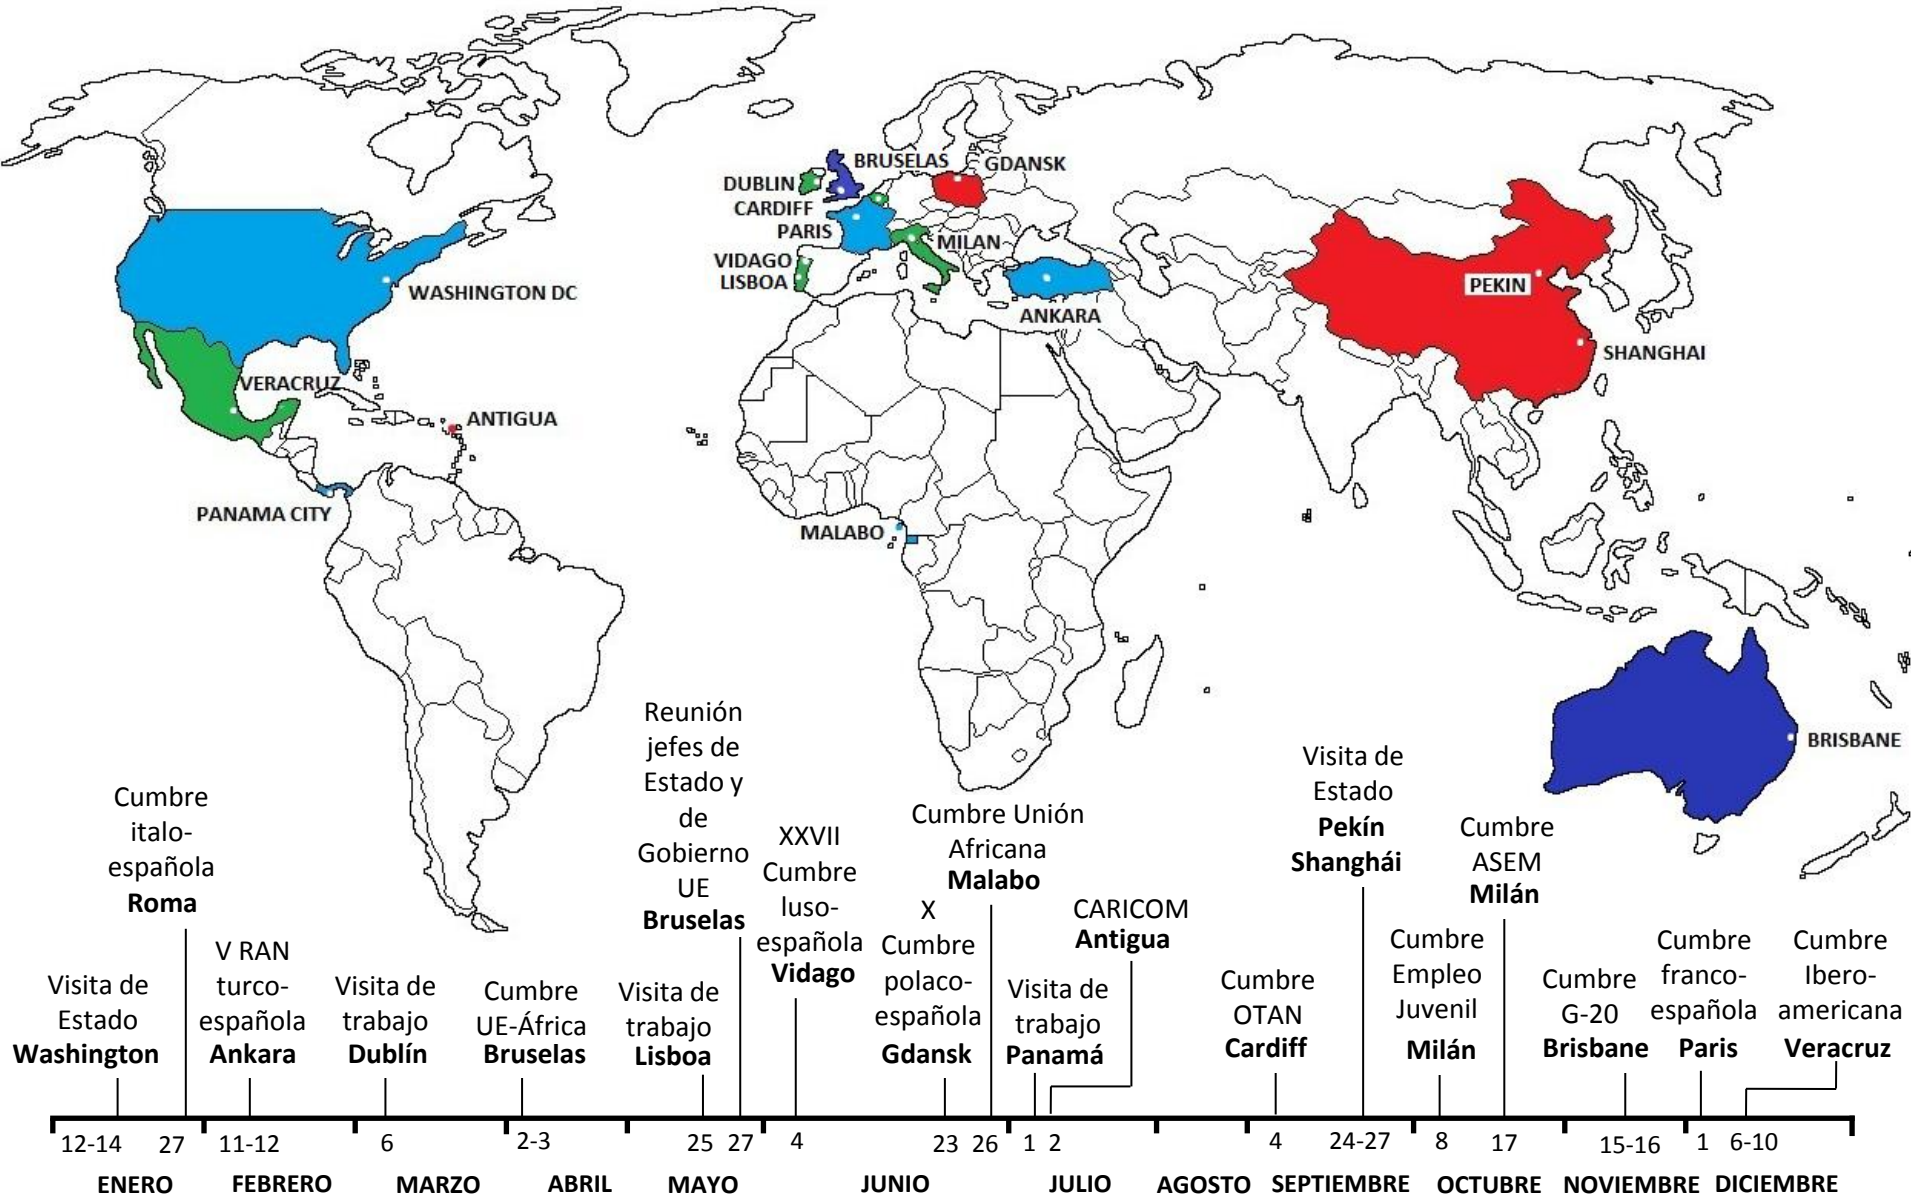 BRUSELAS
GDANSK
DUBLIN
CARDIFF
PARIS
MILAN
VIDAGO
LISBOA
ANKARA
WASHINGTON DC
PEKIN
SHANGHAI
VERACRUZ
ANTIGUA
PANAMA CITY
MALABO
BRISBANE
Visita de
Estado
Washington
Cumbre
italo-
española
Roma
V RAN
turco-
española
Ankara
Visita de
trabajo
Dublín
Cumbre
UE-África
Bruselas
Visita de
trabajo
Lisboa
Reunión
jefes de
Estado y
de
Gobierno
UE
Bruselas
XXVII
Cumbre
luso-
española
Vidago
X
Cumbre
polaco-
española
Gdansk
Cumbre Unión
Africana
Malabo
Visita de
trabajo
Panamá
CARICOM
Antigua
Cumbre
OTAN
Cardiff
Visita de
Estado
Pekín
Shanghái
Cumbre
Empleo
Juvenil
Milán
Cumbre
ASEM
Milán
Cumbre
G-20
Brisbane
Cumbre
franco-
española
Paris
Cumbre
Ibero-
americana
Veracruz
12-14 27 11-12 6 2-3 25 27 4 23 26 1 2 4 24-27 8 17 15-16 1 6-10
ENERO FEBRERO MARZO ABRIL MAYO JUNIO JULIO AGOSTO SEPTIEMBRE OCTUBRE NOVIEMBRE DICIEMBRE